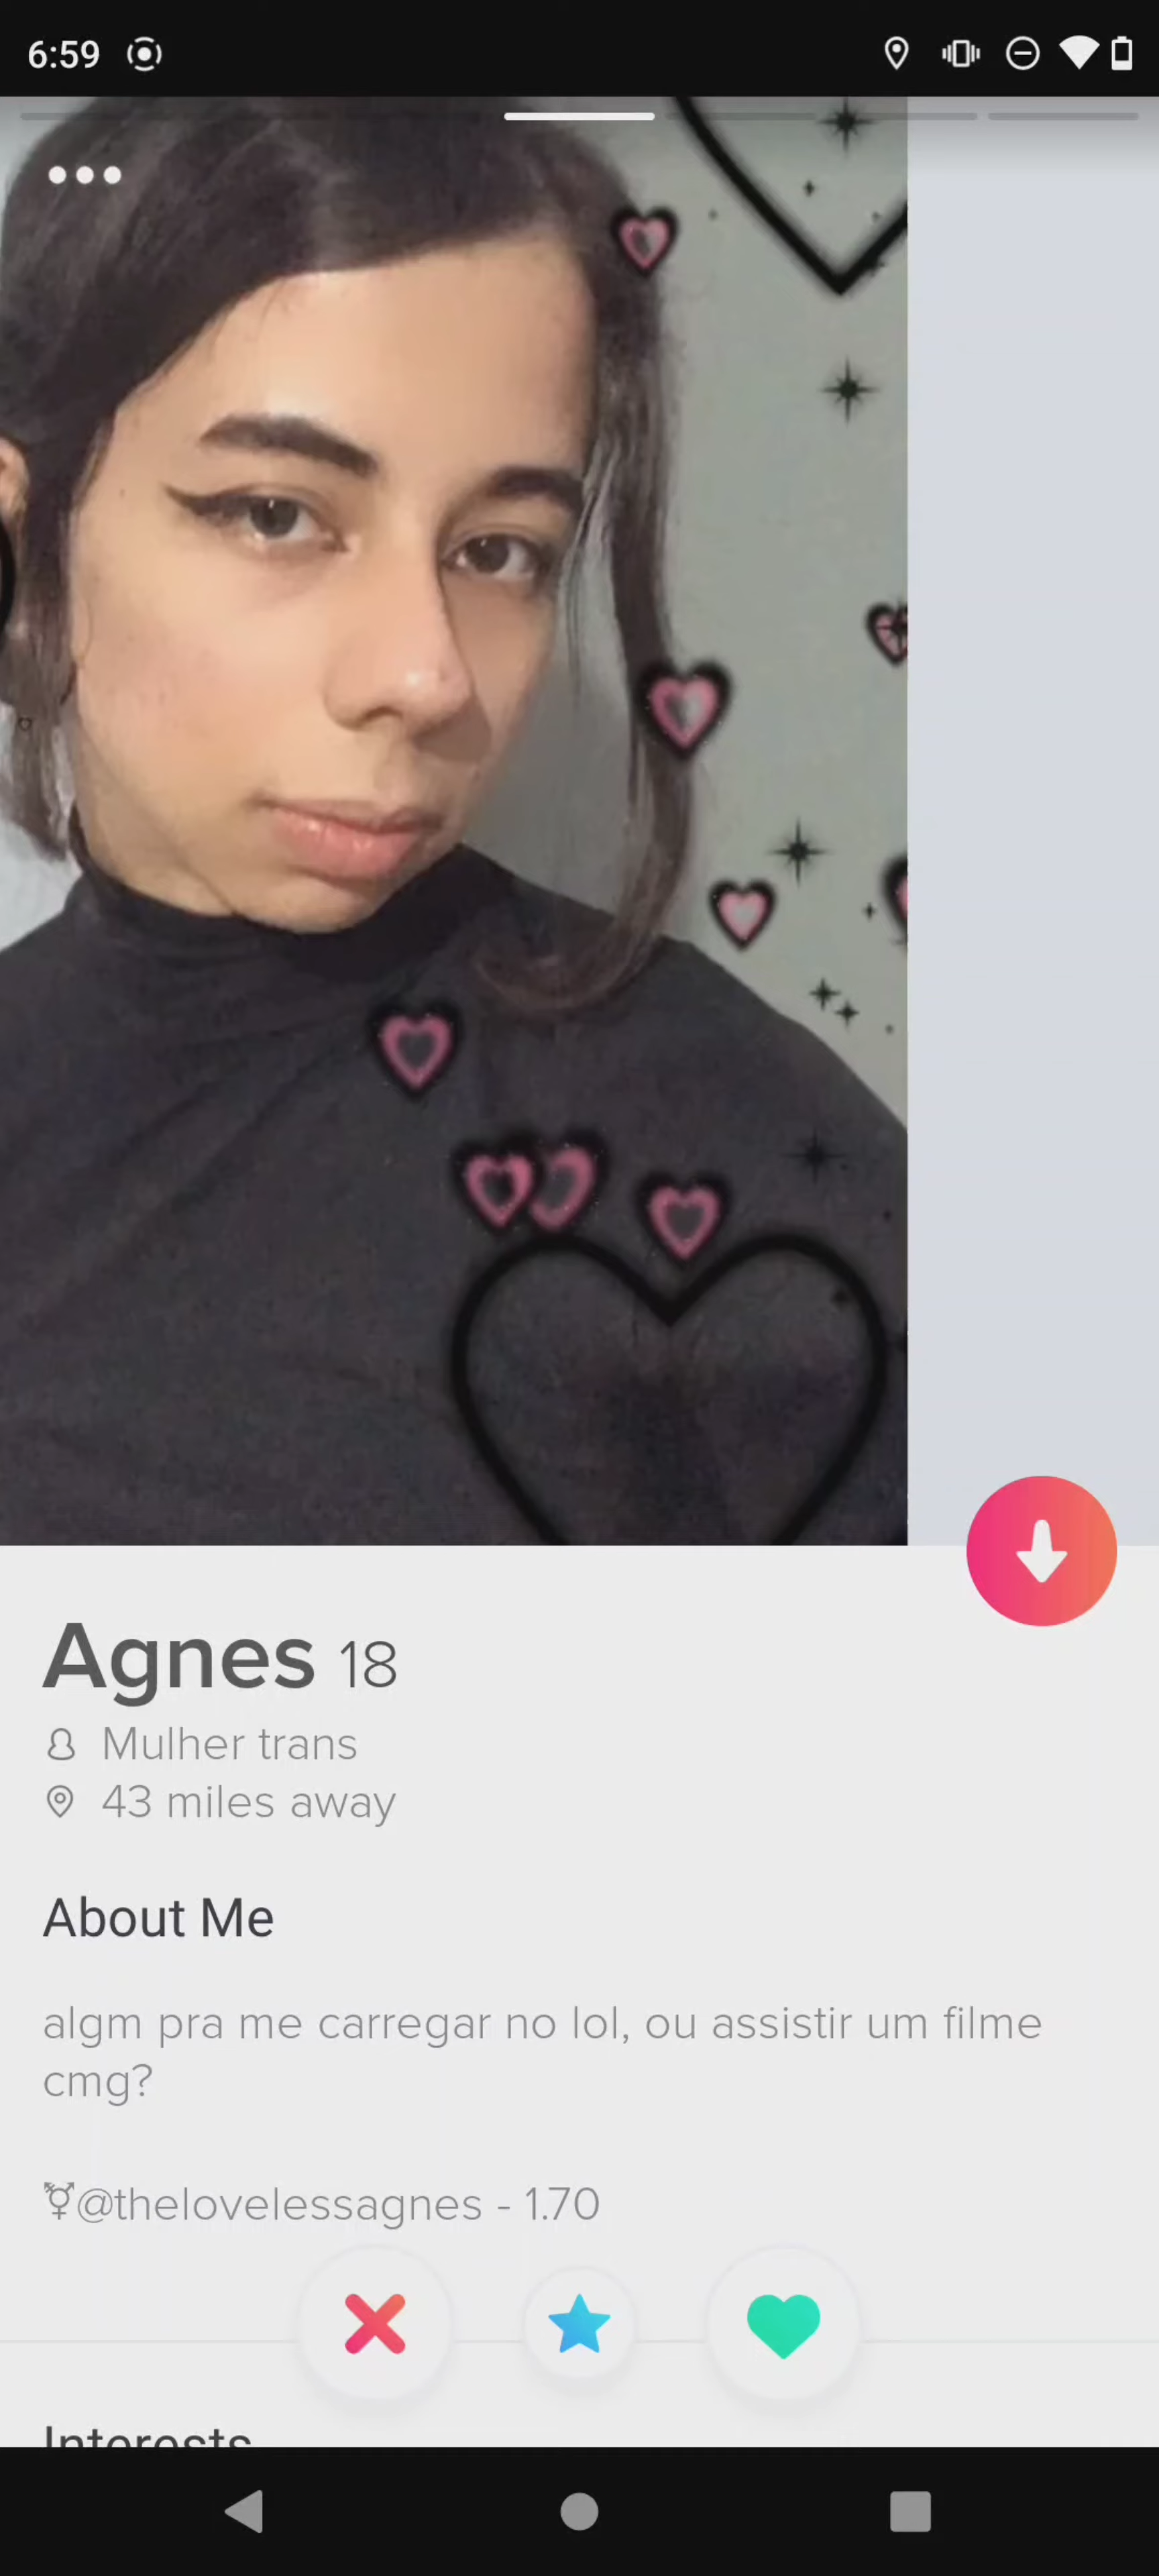 6:59
Agnes 18
Mulher trans
43 miles away
About Me
algm pra me carregar no lol, ou assistir um filme
cmg?
⚧@thelovelessagnes - 1.70
Interests